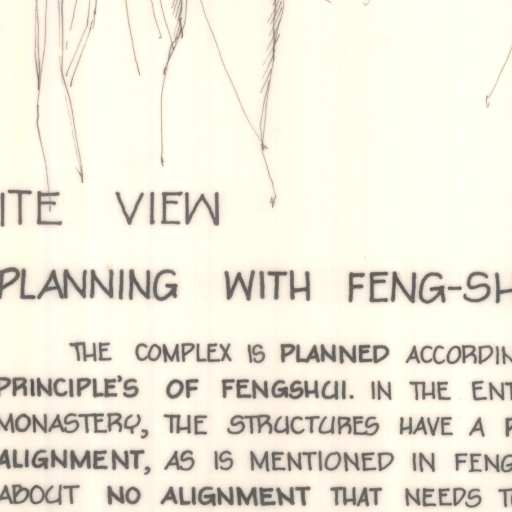 ITE VIEW
PLANNING WITH FENG-SH
THE COMPLEX IS PLANNED ACCORDIN
PRINCIPLE'S OF FENGSHUI. IN THE ENT
MONASTERY, THE STRUCTURES HAVE A P
ALIGNMENT, AS IS MENTIONED IN FENG
ABOUT NO ALIGNMENT THAT NEEDS TO